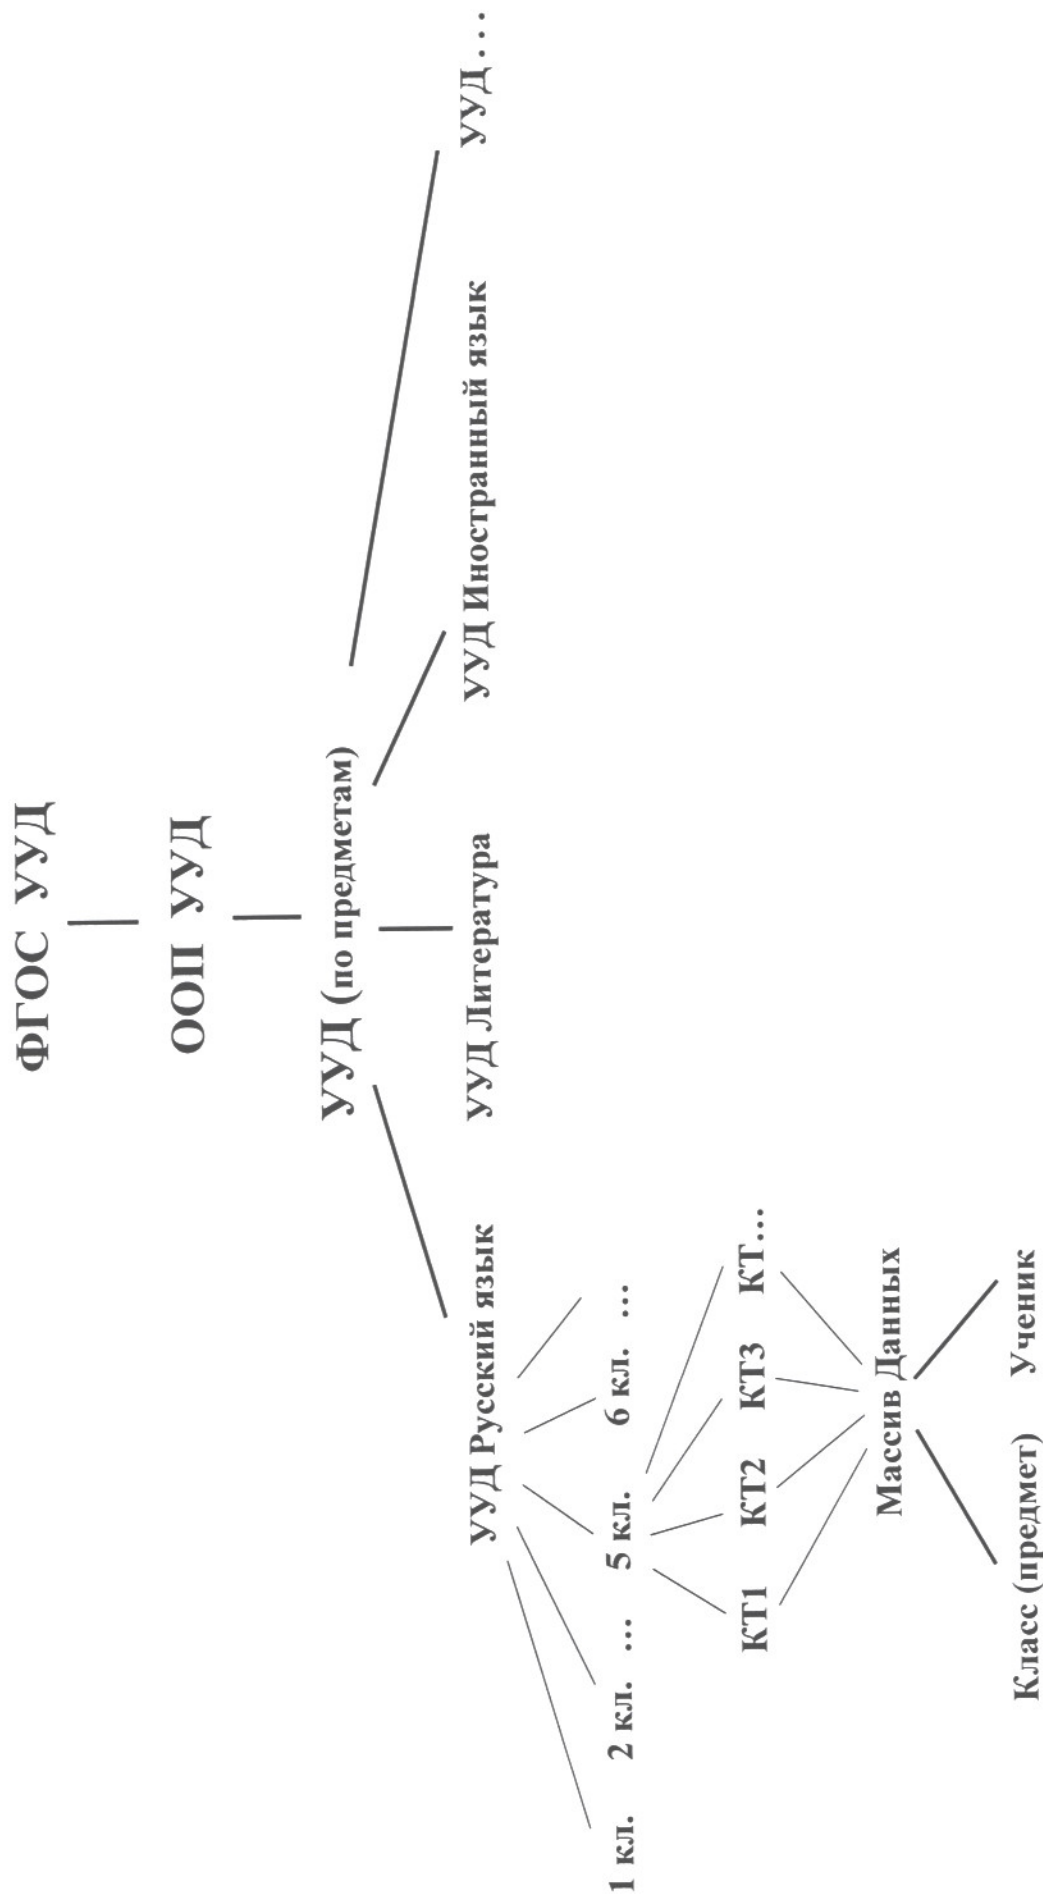 ФГОС УУД
ООП УУД
УУД (по предметам)
УУД Русский язык
УУД Литература
УУД Иностранный язык
УУД...
1 кл.
2 кл.
...
5 кл.
6 кл.
...
КТ1
КТ2
КТ3
КТ...
Массив Данных
Класс (предмет)
Ученик